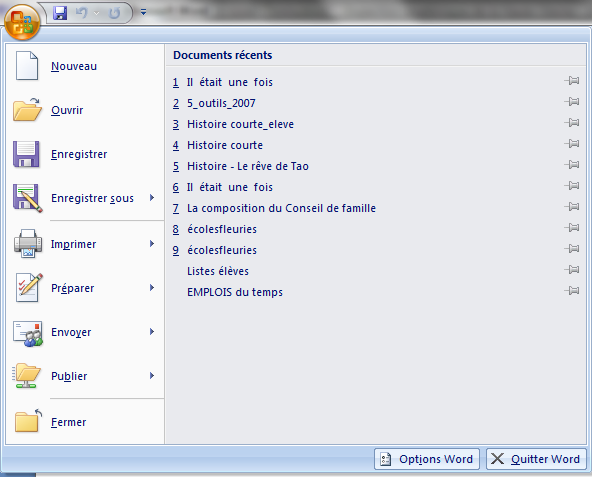 Word
Nouveau
Ouvrir
Enregistrer
Enregistrer sous
Imprimer
Préparer
Envoyer
Publier
Fermer
Documents récents
1 Il était une fois
2 5_outils_2007
3 Histoire courte_eleve
4 Histoire courte
5 Histoire - Le rêve de Tao
6 Il était une fois
7 La composition du Conseil de famille
8 écolesfleuries
9 écolesfleuries
Listes élèves
EMPLOIS du temps
Options Word
Quitter Word